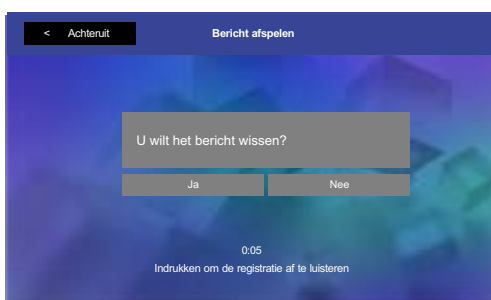 < Achteruit Bericht afspelen
U wilt het bericht wissen?
Ja Nee
0:05
Indrukken om de registratie af te luisteren